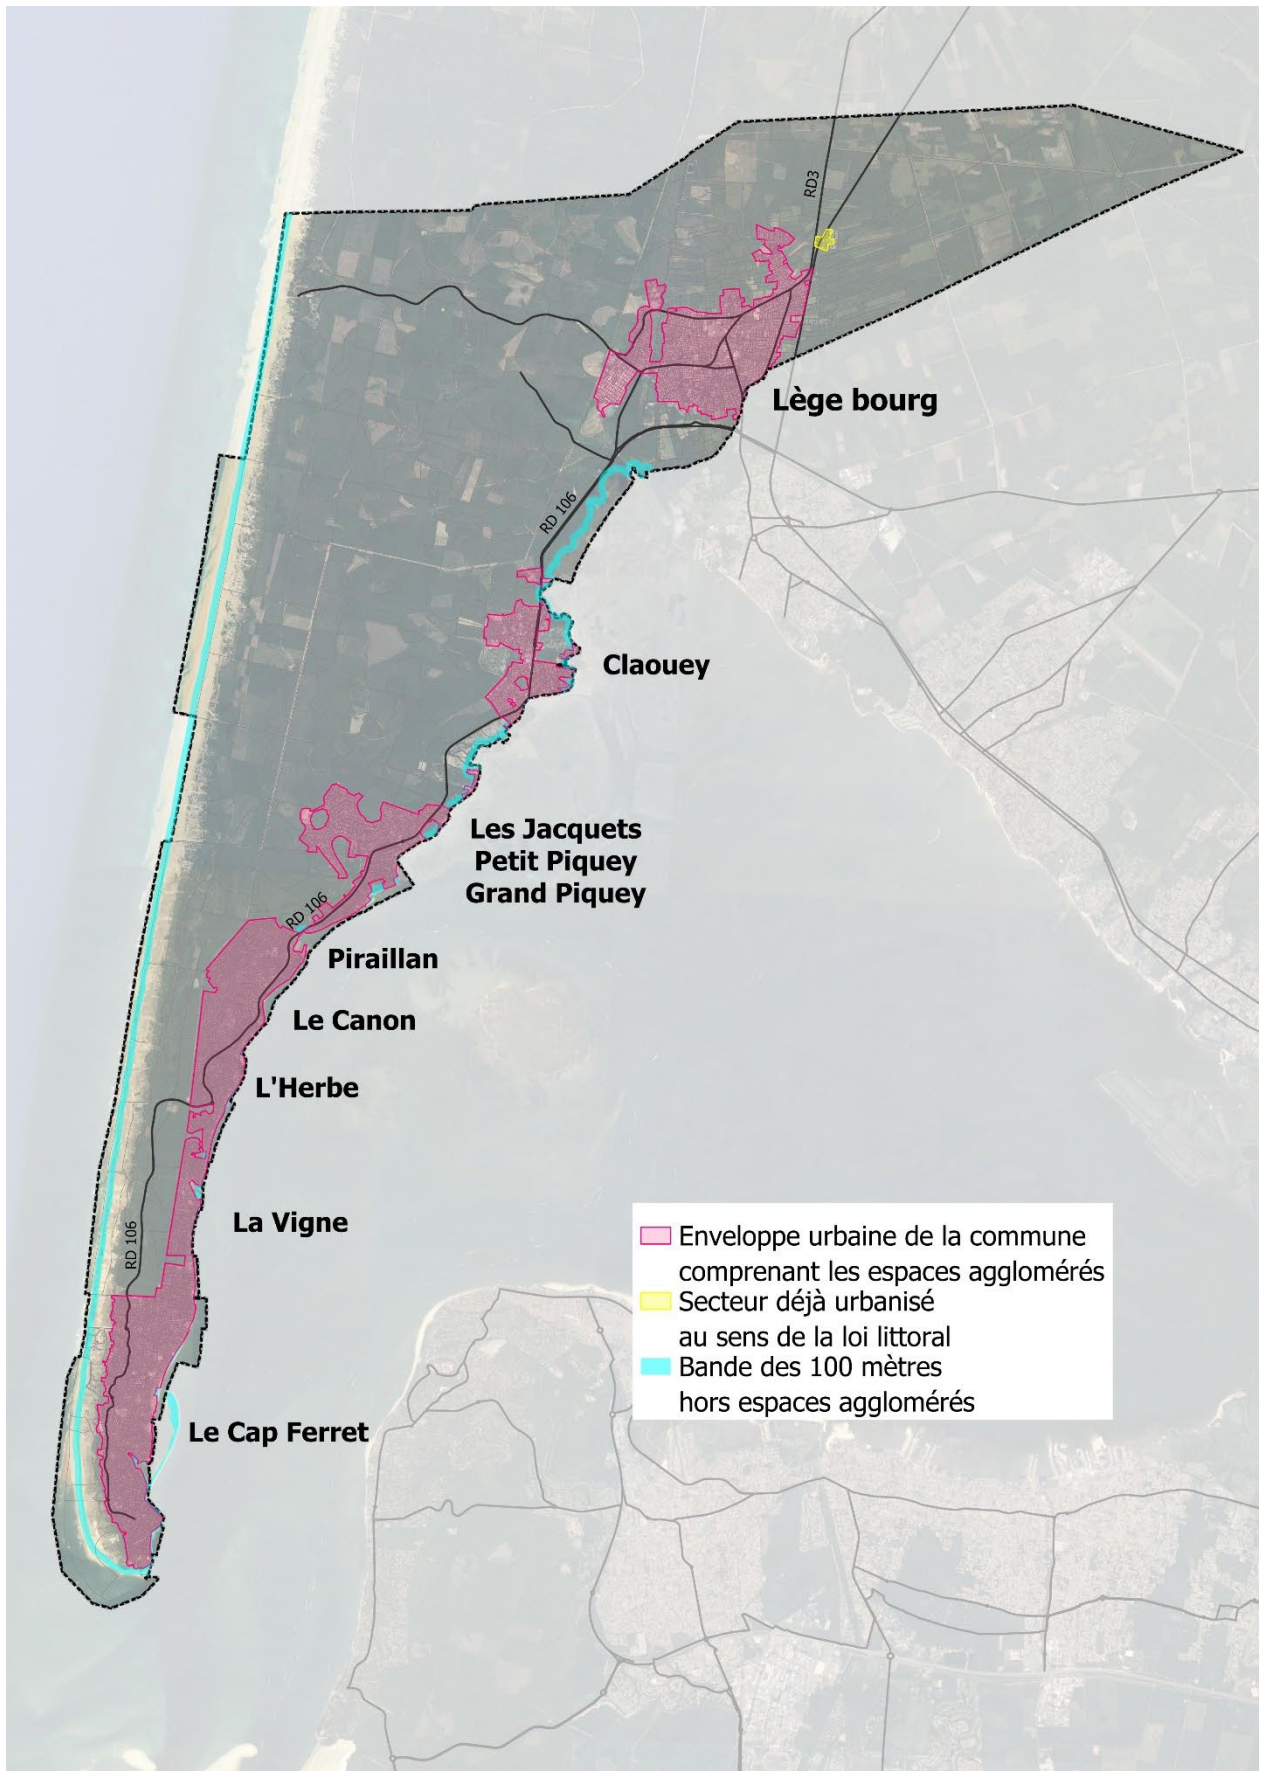 RD3
Lège bourg
RD 106
Claouey
Les Jacquets
Petit Piquey
Grand Piquey
RD 106
Piraillan
Le Canon
L'Herbe
La Vigne
RD 106
Le Cap Ferret
Enveloppe urbaine de la commune
comprenant les espaces agglomérés
Secteur déjà urbanisé
au sens de la loi littoral
Bande des 100 mètres
hors espaces agglomérés